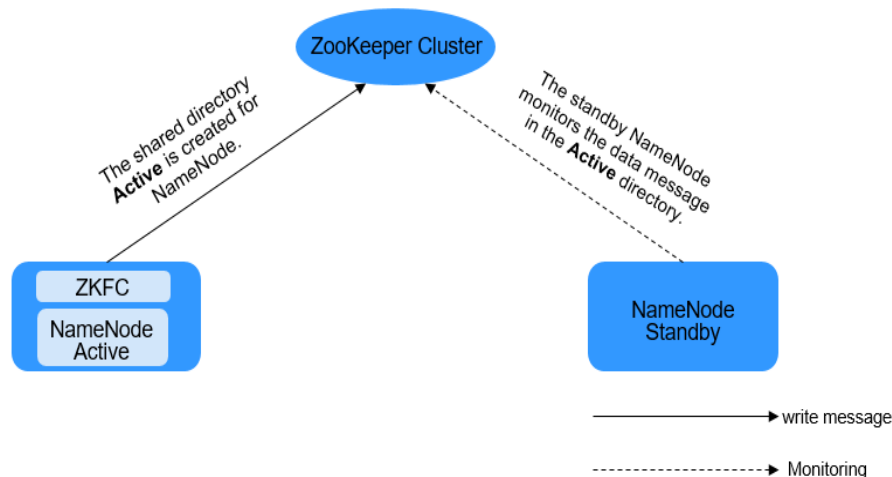 ZooKeeper Cluster
The shared directory
Active is created for
NameNode.
The standby NameNode
monitors the data message
in the Active directory.
ZKFC
NameNode
Active
NameNode
Standby
write message
Monitoring